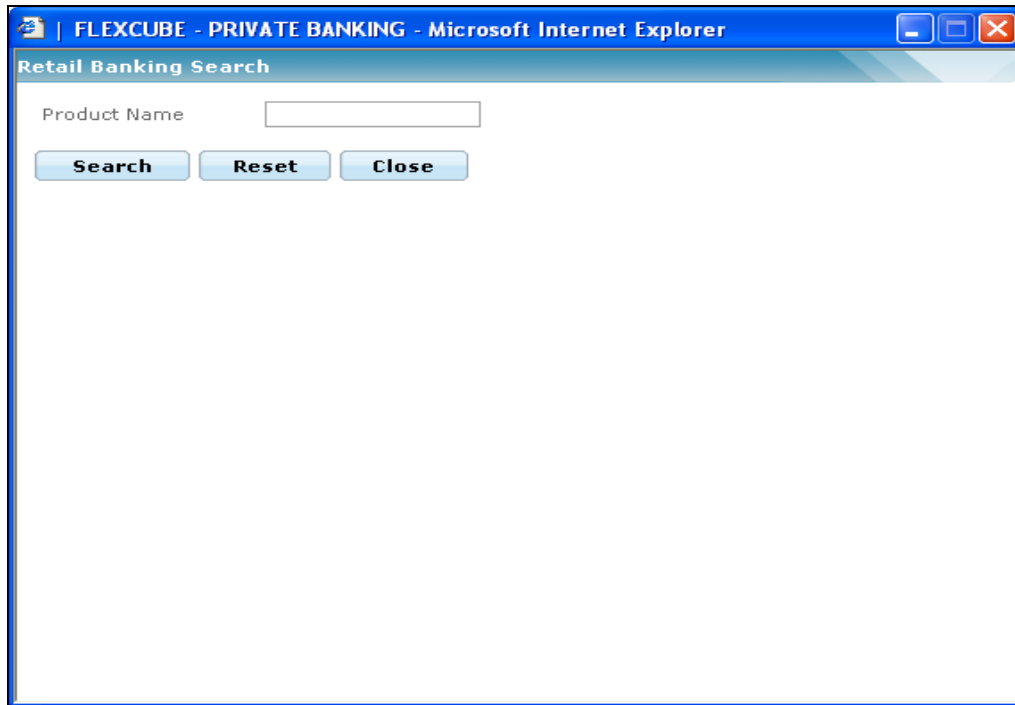 | FLEXCUBE - PRIVATE BANKING - Microsoft Internet Explorer
Retail Banking Search
Product Name
Search Reset Close